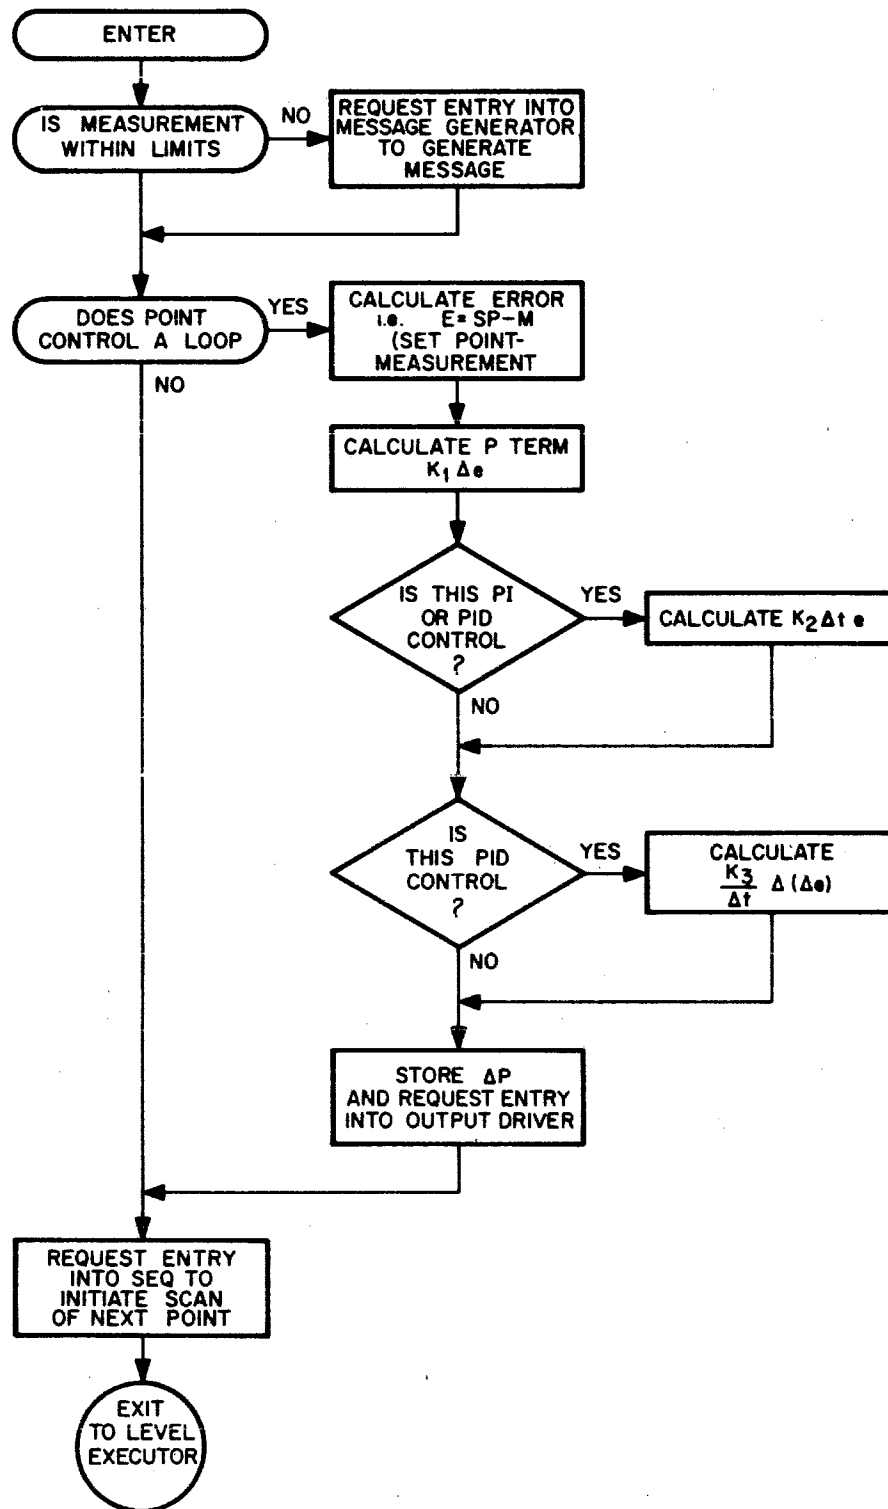 ENTER
IS MEASUREMENT
WITHIN LIMITS
NO
REQUEST ENTRY INTO
MESSAGE GENERATOR
TO GENERATE
MESSAGE
DOES POINT
CONTROL A LOOP
YES
NO
CALCULATE ERROR
i.e. E=SP-M
(SET POINT-
MEASUREMENT
CALCULATE P TERM
K₁ Δe
IS THIS PI
OR PID
CONTROL
?
YES
NO
CALCULATE K₂Δt e
IS
THIS PID
CONTROL
?
YES
NO
CALCULATE
K₃
Δt Δ(Δe)
STORE ΔP
AND REQUEST ENTRY
INTO OUTPUT DRIVER
REQUEST ENTRY
INTO SEQ TO
INITIATE SCAN
OF NEXT POINT
EXIT
TO LEVEL
EXECUTOR